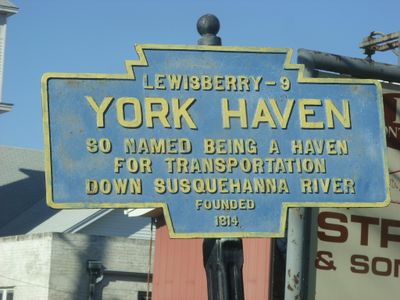 LEWISBERRY-9
YORK HAVEN
SO NAMED BEING A HAVEN
FOR TRANSPORTATION
DOWN SUSQUEHANNA RIVER
FOUNDED
1814
& SON